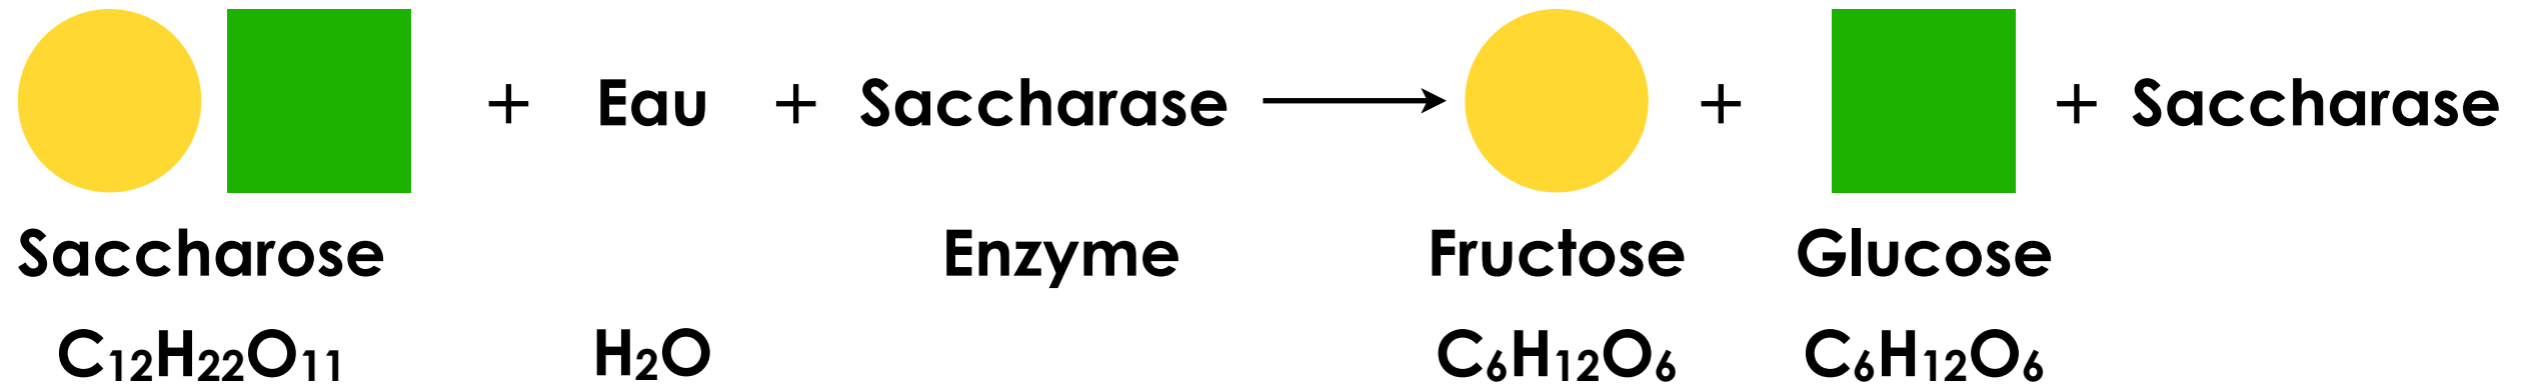 + Eau + Saccharase + + Saccharase
Saccharose Enzyme Fructose Glucose
C₁₂H₂₂O₁₁ H₂O C₆H₁₂O₆ C₆H₁₂O₆